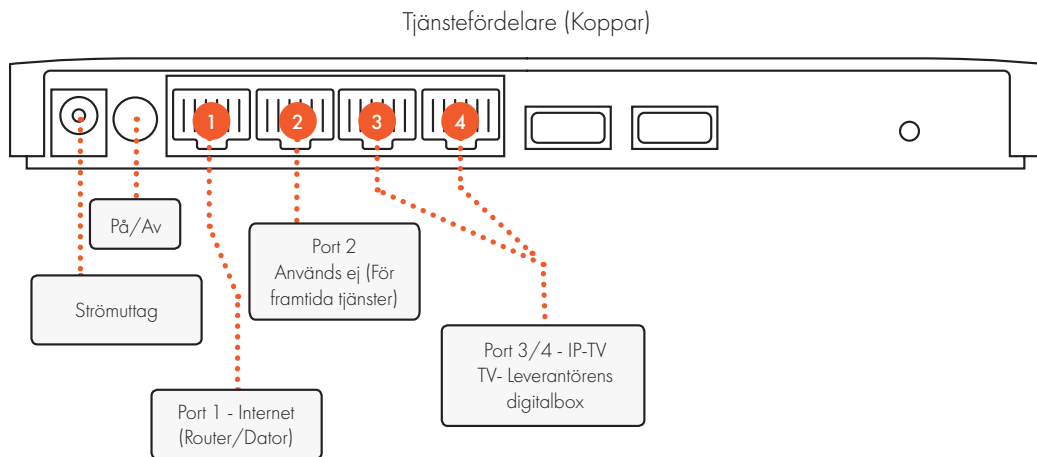 Tjänstefördelare (Koppar)
1
2
3
4
På/Av
Strömuttag
Port 2
Används ej (För
framtida tjänster)
Port 3/4 - IP-TV
TV- Leverantörens
digitalbox
Port 1 - Internet
(Router/Dator)